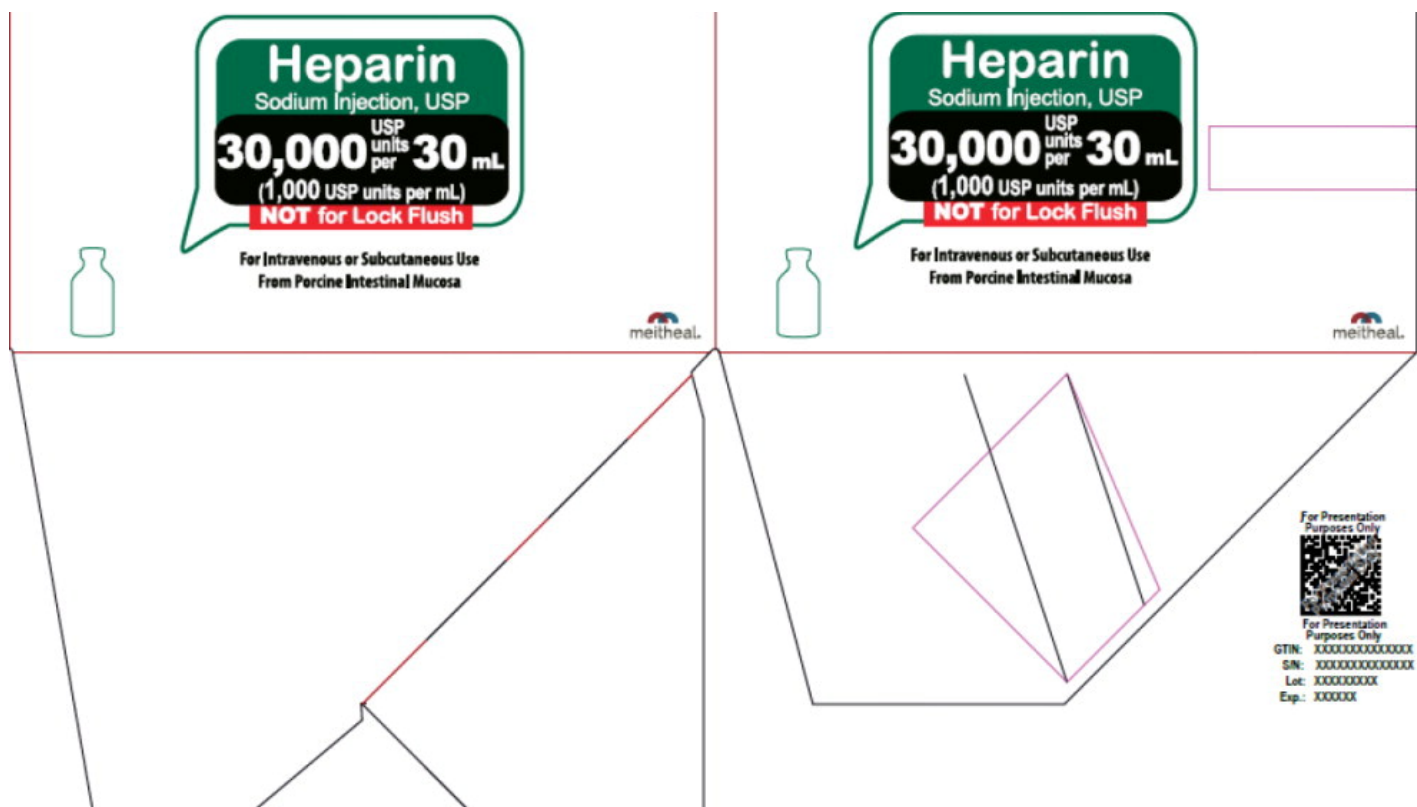 Heparin
Sodium Injection, USP
30,000 USP units per 30 mL
(1,000 USP units per mL)
NOT for Lock Flush
For Intravenous or Subcutaneous Use
From Porcine Intestinal Mucosa
meitheal.
Heparin
Sodium Injection, USP
30,000 USP units per 30 mL
(1,000 USP units per mL)
NOT for Lock Flush
For Intravenous or Subcutaneous Use
From Porcine Intestinal Mucosa
meitheal.
For Presentation
Purposes Only
For Presentation
Purposes Only
GTIN: XXXXXXXXXXXXXX
S/N: XXXXXXXXXXXXXX
Lot: XXXXXXXXX
Exp.: XXXXXX